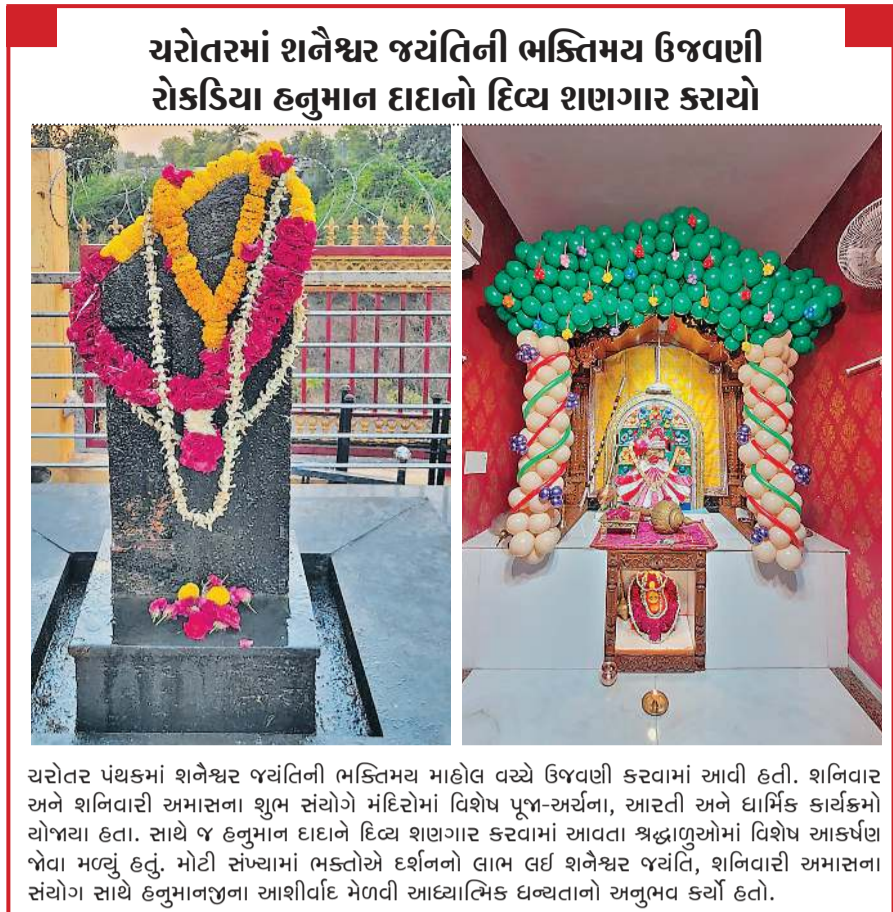 ચરોતરમાં શનૈશ્વર જયંતિની ભક્તિમય ઉજવણી
રોકડિયા હનુમાન દાદાનો દિવ્ય શણગાર કરાયો
ચરોતર પંથકમાં શનૈશ્વર જયંતિની ભક્તિમય માહોલ વચ્ચે ઉજવણી કરવામાં આવી હતી. શનિવાર
અને શનિવારી અમાસના શુભ સંયોગે મંદિરોમાં વિશેષ પૂજા-અર્ચના, આરતી અને ધાર્મિક કાર્યક્રમો
યોજાયા હતા. સાથે જ હનુમાન દાદાને દિવ્ય શણગાર કરવામાં આવતા શ્રદ્ધાળુઓમાં વિશેષ આકર્ષણ
જોવા મળ્યું હતું. મોટી સંખ્યામાં ભક્તોએ દર્શનનો લાભ લઈ શનૈશ્વર જયંતિ, શનિવારી અમાસના
સંયોગ સાથે હનુમાનજીના આશીર્વાદ મેળવી આધ્યાત્મિક ધન્યતાનો અનુભવ કર્યો હતો.